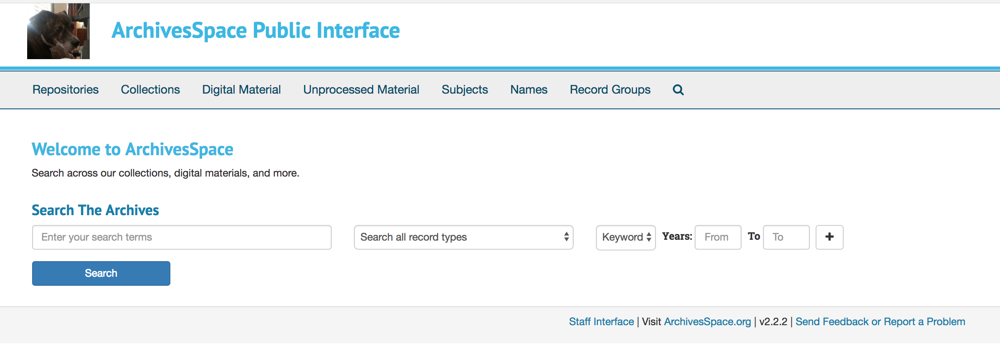 ArchivesSpace Public Interface
Repositories Collections Digital Material Unprocessed Material Subjects Names Record Groups
Welcome to ArchivesSpace
Search across our collections, digital materials, and more.
Search The Archives
Enter your search terms Search all record types Keyword Years: From To To
Search
Staff Interface | Visit ArchivesSpace.org | v2.2.2 | Send Feedback or Report a Problem